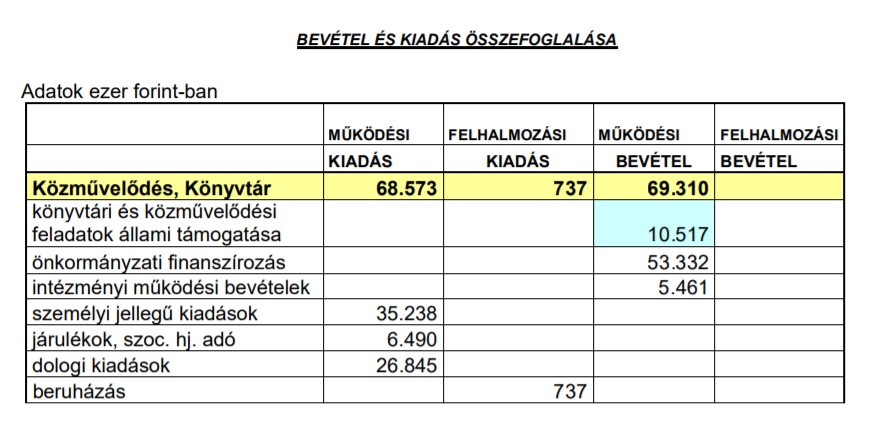 BEVÉTEL ÉS KIADÁS ÖSSZEFOGLALÁSA
Adatok ezer forint-ban
MŰKÖDÉSI FELHALMOZÁSI MŰKÖDÉSI FELHALMOZÁSI
KIADÁS KIADÁS BEVÉTEL BEVÉTEL
Közművelődés, Könyvtár 68.573 737 69.310
könyvtári és közművelődési
feladatok állami támogatása 10.517
önkormányzati finanszírozás 53.332
intézményi működési bevételek 5.461
személyi jellegű kiadások 35.238
járulékok, szoc. hj. adó 6.490
dologi kiadások 26.845
beruházás 737